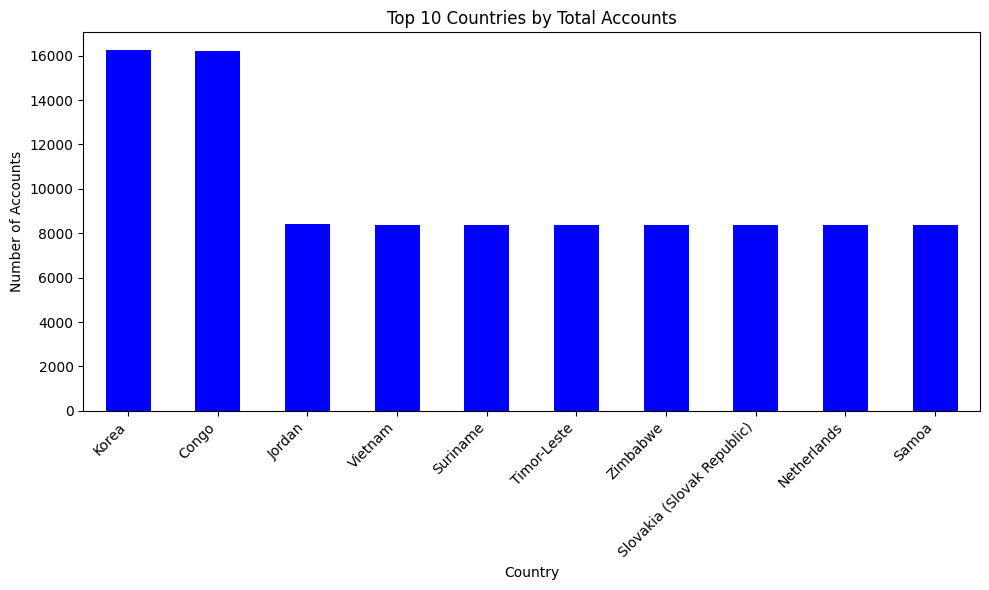 Top 10 Countries by Total Accounts
Number of Accounts
16000
14000
12000
10000
8000
6000
4000
2000
0
Korea
Congo
Jordan
Vietnam
Suriname
Timor-Leste
Zimbabwe
Slovakia (Slovak Republic)
Netherlands
Samoa
Country